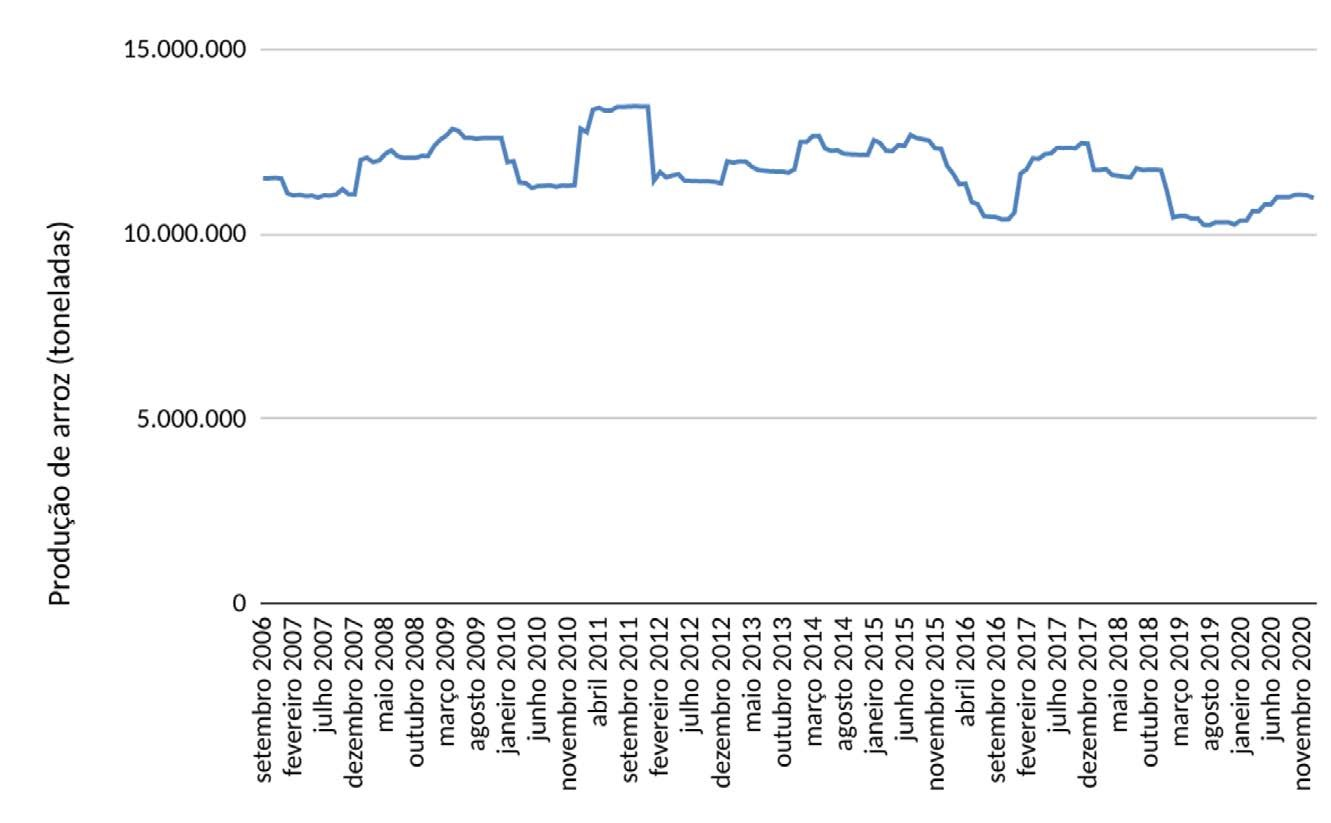 15.000.000
10.000.000
5.000.000
0
Produção de arroz (toneladas)
setembro 2006
fevereiro 2007
julho 2007
dezembro 2007
maio 2008
outubro 2008
março 2009
agosto 2009
janeiro 2010
junho 2010
novembro 2010
abril 2011
setembro 2011
fevereiro 2012
julho 2012
dezembro 2012
maio 2013
outubro 2013
março 2014
agosto 2014
janeiro 2015
junho 2015
novembro 2015
abril 2016
setembro 2016
fevereiro 2017
julho 2017
dezembro 2017
maio 2018
outubro 2018
março 2019
agosto 2019
janeiro 2020
junho 2020
novembro 2020